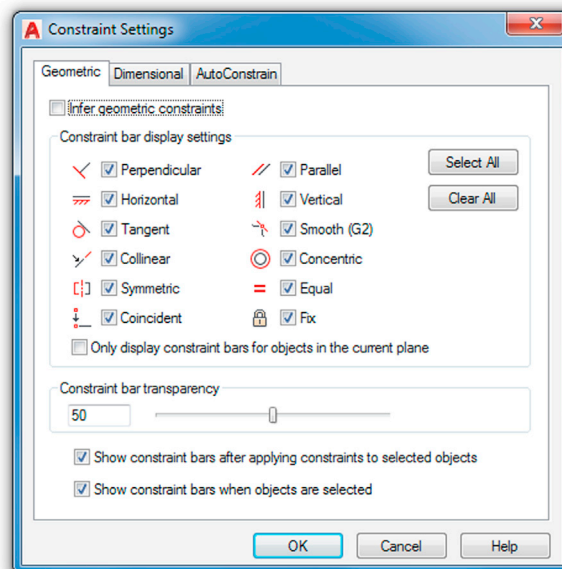 Constraint Settings
Geometric Dimensional AutoConstrain
Infer geometric constraints
Constraint bar display settings
Perpendicular Parallel Select All
Horizontal Vertical Clear All
Tangent Smooth (G2)
Collinear Concentric
Symmetric Equal
Coincident Fix
Only display constraint bars for objects in the current plane
Constraint bar transparency
50
Show constraint bars after applying constraints to selected objects
Show constraint bars when objects are selected
OK Cancel Help